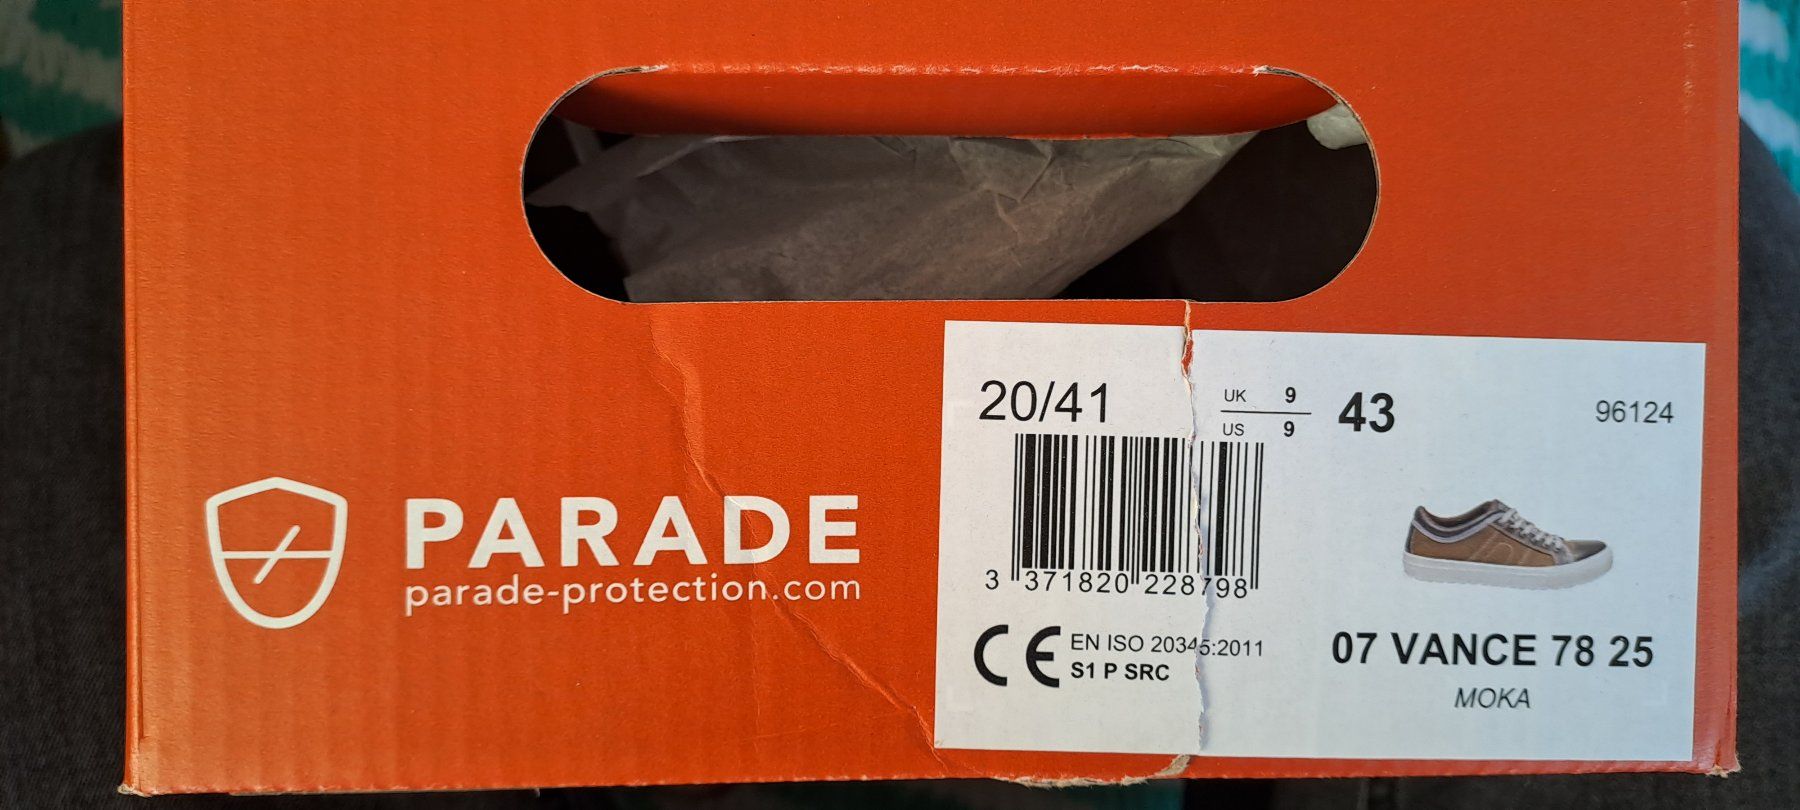 PARADE
parade-protection.com
20/41
UK 9
US 9
43
96124
3 371820 228798
CE EN ISO 20345:2011
S1 P SRC
07 VANCE 78 25
MOKA